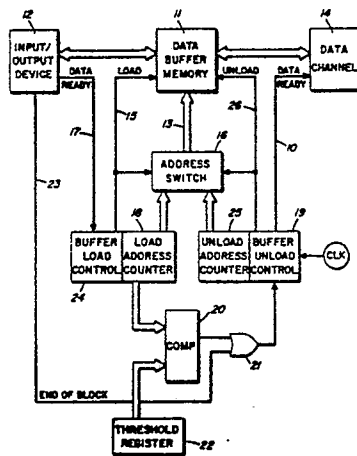 12
11
14
INPUT/
OUTPUT
DEVICE
DATA
BUFFER
MEMORY
DATA
CHANNEL
DATA
READY
LOAD
UNLOAD
DATA
READY
17
15
13
26
10
23
16
ADDRESS
SWITCH
18
25
19
BUFFER
LOAD
CONTROL
LOAD
ADDRESS
COUNTER
UNLOAD
ADDRESS
COUNTER
BUFFER
UNLOAD
CONTROL
CLK
24
20
COMP
21
END OF BLOCK
THRESHOLD
REGISTER
22